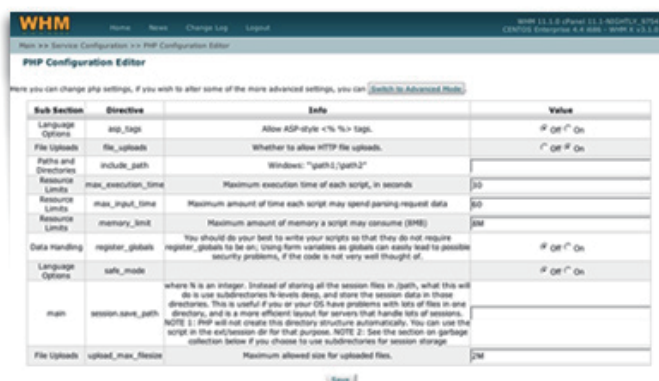 WHM
Home News Change Log Logout
WHM 11.1.0 cPanel 11.1-NIGHTLY_9754
CENTOS Enterprise 4.4 i686 - WHM X v3.1.0
Main >> Service Configuration >> PHP Configuration Editor
PHP Configuration Editor
Here you can change php settings, if you wish to alter some of the more advanced settings, you can Switch to Advanced Mode.
Sub Section Directive Info Value
Language Options asp_tags Allow ASP-style <% %> tags. Off On
File Uploads file_uploads Whether to allow HTTP file uploads. Off On
Paths and Directories include_path Windows: "\path1;\path2"
Resource Limits max_execution_time Maximum execution time of each script, in seconds 30
Resource Limits max_input_time Maximum amount of time each script may spend parsing request data 60
Resource Limits memory_limit Maximum amount of memory a script may consume (8MB) 8M
Data Handling register_globals You should do your best to write your scripts so that they do not require
register_globals to be on; Using form variables as globals can easily lead to possible
security problems, if the code is not very well thought of. Off On
Language Options safe_mode Off On
main session.save_path where N is an integer. Instead of storing all the session files in /path, what this will
do is use subdirectories N-levels deep, and store the session data in those
directories. This is useful if you or your OS have problems with lots of files in one
directory, and is a more efficient layout for servers that handle lots of sessions.
NOTE 1: PHP will not create this directory structure automatically. You can use the
script in the ext/session dir for that purpose. NOTE 2: See the section on garbage
collection below if you choose to use subdirectories for session storage
File Uploads upload_max_filesize Maximum allowed size for uploaded files. 2M
Save